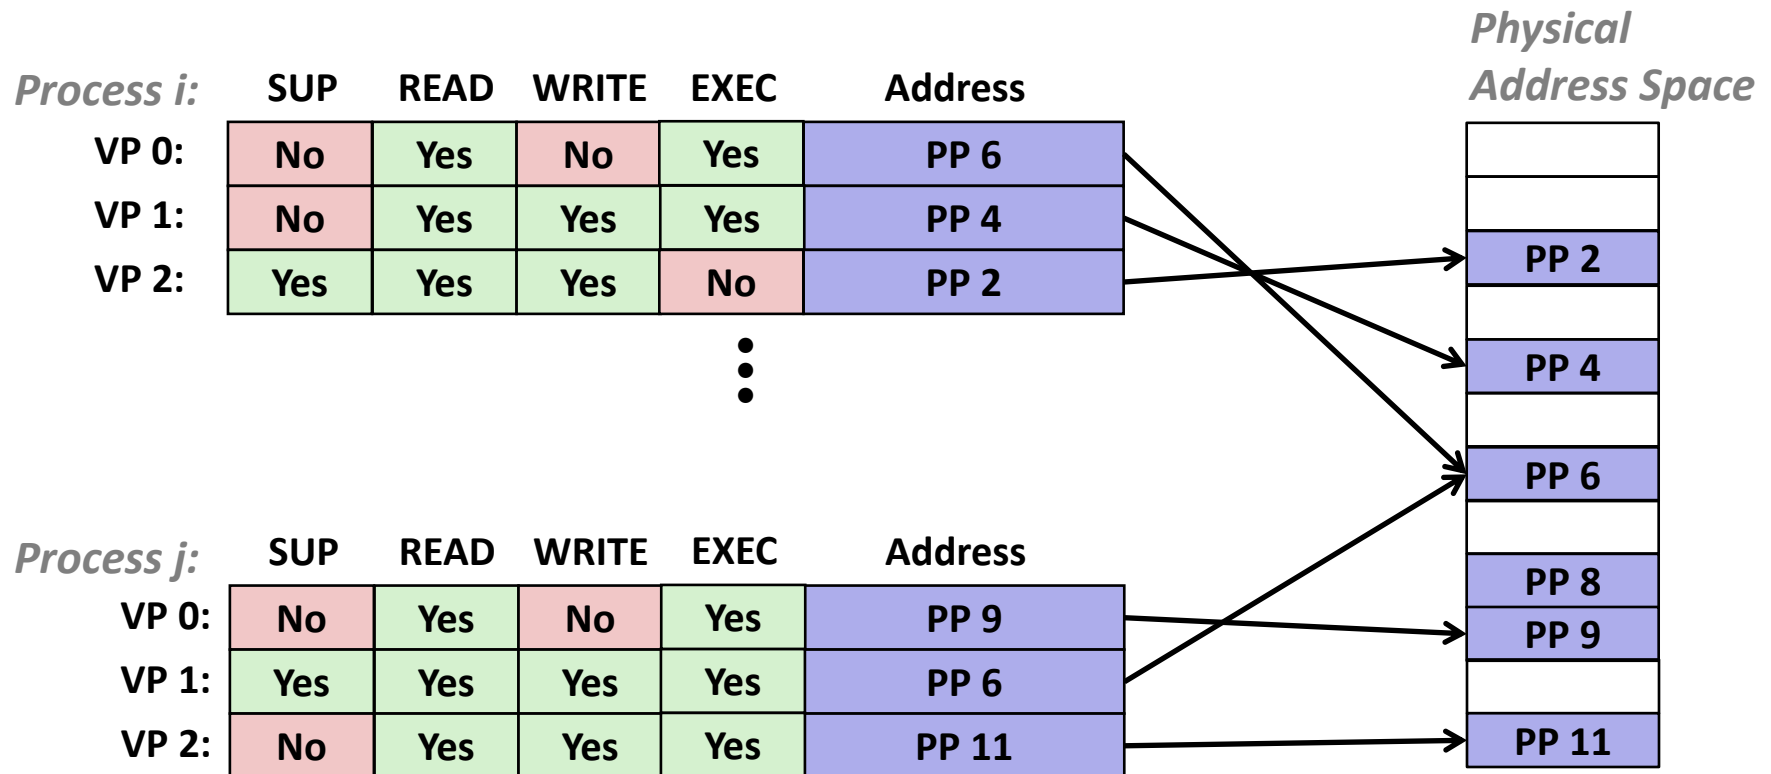 Physical
Address Space
Process i: SUP READ WRITE EXEC Address
VP 0: No Yes No Yes PP 6
VP 1: No Yes Yes Yes PP 4
VP 2: Yes Yes Yes No PP 2
PP 2
PP 4
PP 6
PP 8
PP 9
PP 11
Process j: SUP READ WRITE EXEC Address
VP 0: No Yes No Yes PP 9
VP 1: Yes Yes Yes Yes PP 6
VP 2: No Yes Yes Yes PP 11